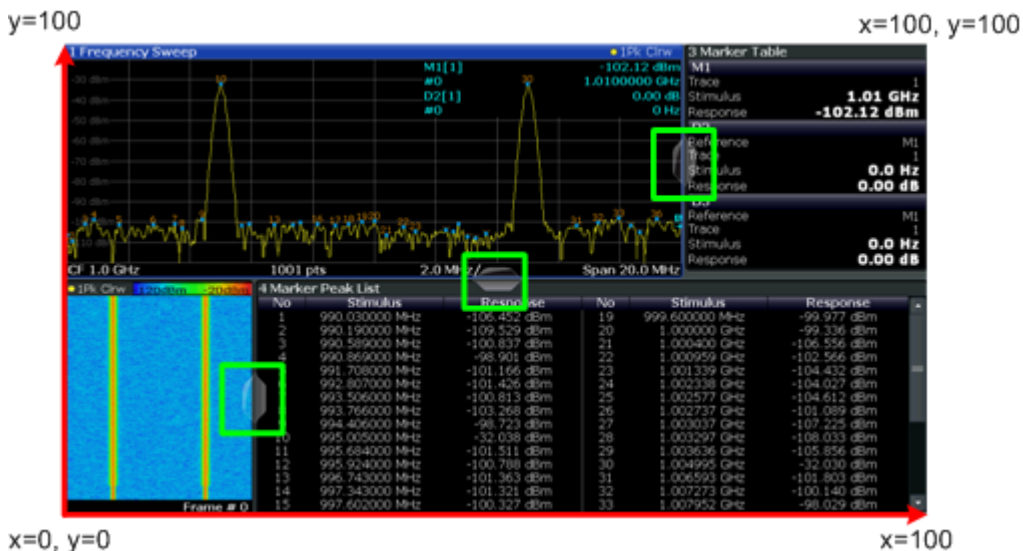 y=100
x=100, y=100
1 Frequency Sweep
1Pk Clrw
3 Marker Table
M1[1] -102.12 dBm
#0 1.0100000 GHz
D2[1] 0.00 dB
#0 0 Hz
-30 dBm
-40 dBm
-60 dBm
-70 dBm
-90 dBm
10
30
M1
Trace 1
Stimulus 1.01 GHz
Response -102.12 dBm
Reference M1
Trace 1
Stimulus 0.0 Hz
Response 0.00 dB
Reference M1
Trace 1
Stimulus 0.0 Hz
Response 0.00 dB
CF 1.0 GHz 1001 pts 2.0 MHz/ Span 20.0 MHz
1Pk Clrw -120dBm -20dBm
4 Marker Peak List
No Stimulus Response No Stimulus Response
1 990.030000 MHz -106.452 dBm 19 999.600000 MHz -99.977 dBm
2 990.190000 MHz -109.529 dBm 20 1.000000 GHz -99.336 dBm
3 990.589000 MHz -100.837 dBm 21 1.000400 GHz -106.556 dBm
4 990.869000 MHz -98.901 dBm 22 1.000959 GHz -102.566 dBm
991.708000 MHz -101.166 dBm 23 1.001339 GHz -104.432 dBm
992.807000 MHz -101.426 dBm 24 1.002338 GHz -104.027 dBm
993.506000 MHz -100.813 dBm 25 1.002577 GHz -104.612 dBm
993.766000 MHz -103.268 dBm 26 1.002737 GHz -101.089 dBm
994.406000 MHz -98.723 dBm 27 1.003037 GHz -107.225 dBm
10 995.005000 MHz -32.038 dBm 28 1.003297 GHz -108.033 dBm
11 995.684000 MHz -101.511 dBm 29 1.003636 GHz -105.856 dBm
12 995.924000 MHz -100.788 dBm 30 1.004995 GHz -32.030 dBm
13 996.743000 MHz -101.363 dBm 31 1.006593 GHz -101.803 dBm
14 997.343000 MHz -101.321 dBm 32 1.007273 GHz -100.140 dBm
15 997.602000 MHz -100.327 dBm 33 1.007952 GHz -98.029 dBm
Frame # 0
x=0, y=0
x=100